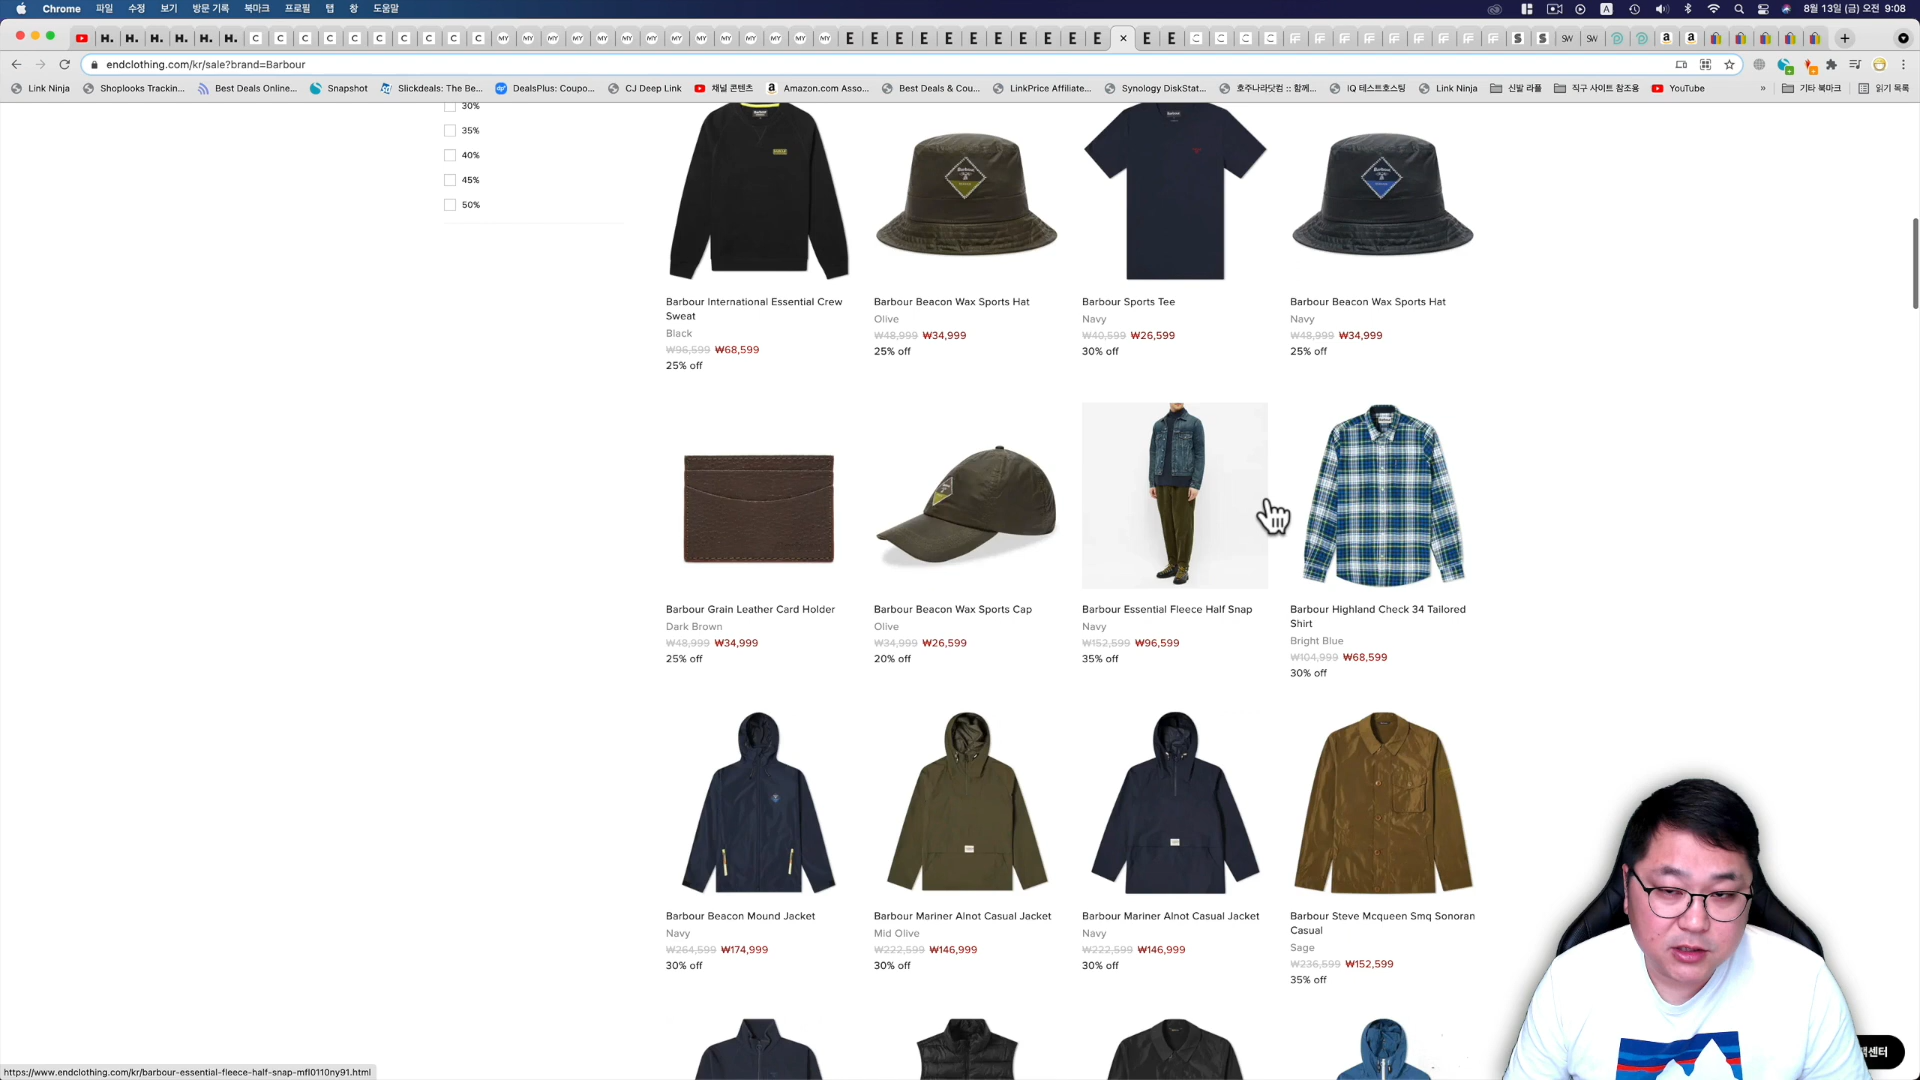 Chrome 파일 수정 보기 방문 기록 북마크 프로필 탭 창 도움말
8월 13일 (금) 오전 9:08
endclothing.com/kr/sale?brand=Barbour
Link Ninja Shoplooks Trackin... Best Deals Online... Snapshot Slickdeals: The Be... DealsPlus: Coupo... CJ Deep Link 채널 콘텐츠 Amazon.com Asso... Best Deals & Cou... LinkPrice Affiliate... Synology DiskStat... 호주나라닷컴 :: 함께... IQ 테스트호스팅 Link Ninja 신발 라플 직구 사이트 참조용 YouTube » 기타 북마크 읽기 목록
30%
35%
40%
45%
50%
Barbour International Essential Crew
Sweat
Black
₩96,599 ₩68,599
25% off
Barbour Beacon Wax Sports Hat
Olive
₩48,999 ₩34,999
25% off
Barbour Sports Tee
Navy
₩40,599 ₩26,599
30% off
Barbour Beacon Wax Sports Hat
Navy
₩48,999 ₩34,999
25% off
Barbour Grain Leather Card Holder
Dark Brown
₩48,999 ₩34,999
25% off
Barbour Beacon Wax Sports Cap
Olive
₩34,999 ₩26,599
20% off
Barbour Essential Fleece Half Snap
Navy
₩152,599 ₩96,599
35% off
Barbour Highland Check 34 Tailored
Shirt
Bright Blue
₩104,999 ₩68,599
30% off
Barbour Beacon Mound Jacket
Navy
₩264,599 ₩174,999
30% off
Barbour Mariner Alnot Casual Jacket
Mid Olive
₩222,599 ₩146,999
30% off
Barbour Mariner Alnot Casual Jacket
Navy
₩222,599 ₩146,999
30% off
Barbour Steve Mcqueen Smq Sonoran
Casual
Sage
₩236,599 ₩152,599
35% off
https://www.endclothing.com/kr/barbour-essential-fleece-half-snap-mfl0110ny91.html